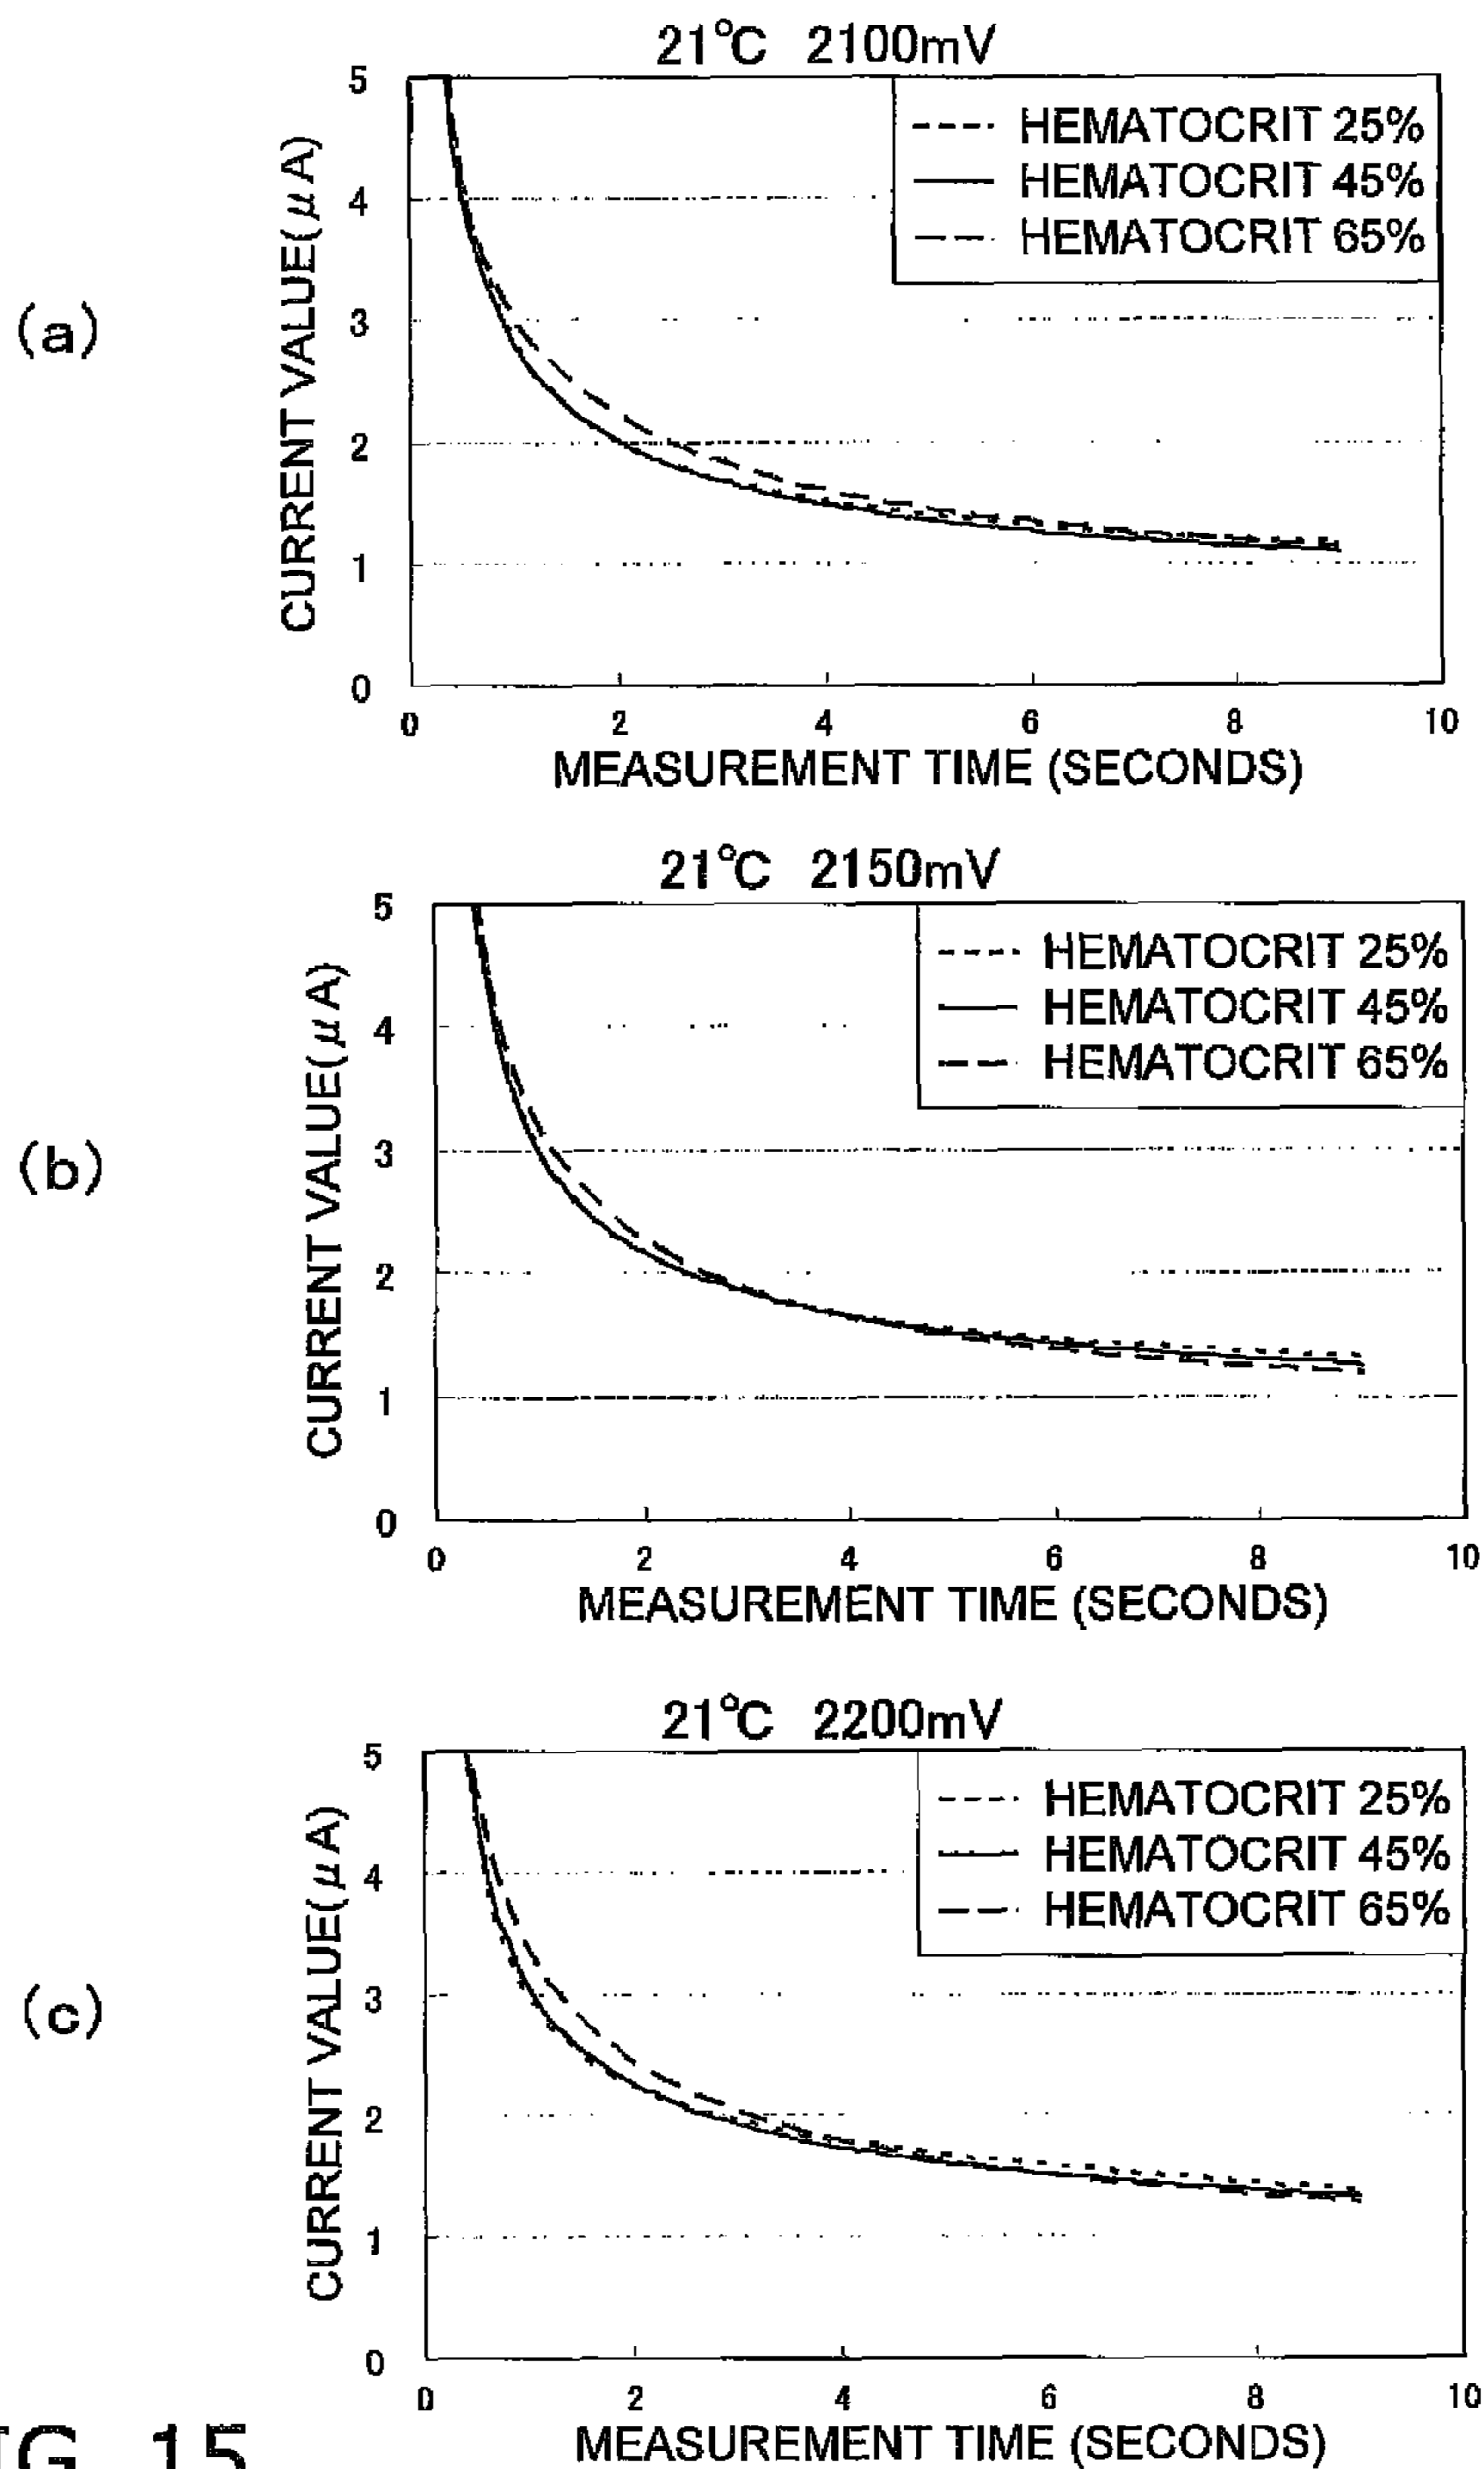 21°C 2100mV
(a)
CURRENT VALUE(μA)
5
4
3
2
1
0
HEMATOCRIT 25%
HEMATOCRIT 45%
HEMATOCRIT 65%
0 2 4 6 8 10
MEASUREMENT TIME (SECONDS)
21°C 2150mV
(b)
CURRENT VALUE(μA)
5
4
3
2
1
0
HEMATOCRIT 25%
HEMATOCRIT 45%
HEMATOCRIT 65%
0 2 4 6 8 10
MEASUREMENT TIME (SECONDS)
21°C 2200mV
(c)
CURRENT VALUE(μA)
5
4
3
2
1
0
HEMATOCRIT 25%
HEMATOCRIT 45%
HEMATOCRIT 65%
0 2 4 6 8 10
MEASUREMENT TIME (SECONDS)
IG 15